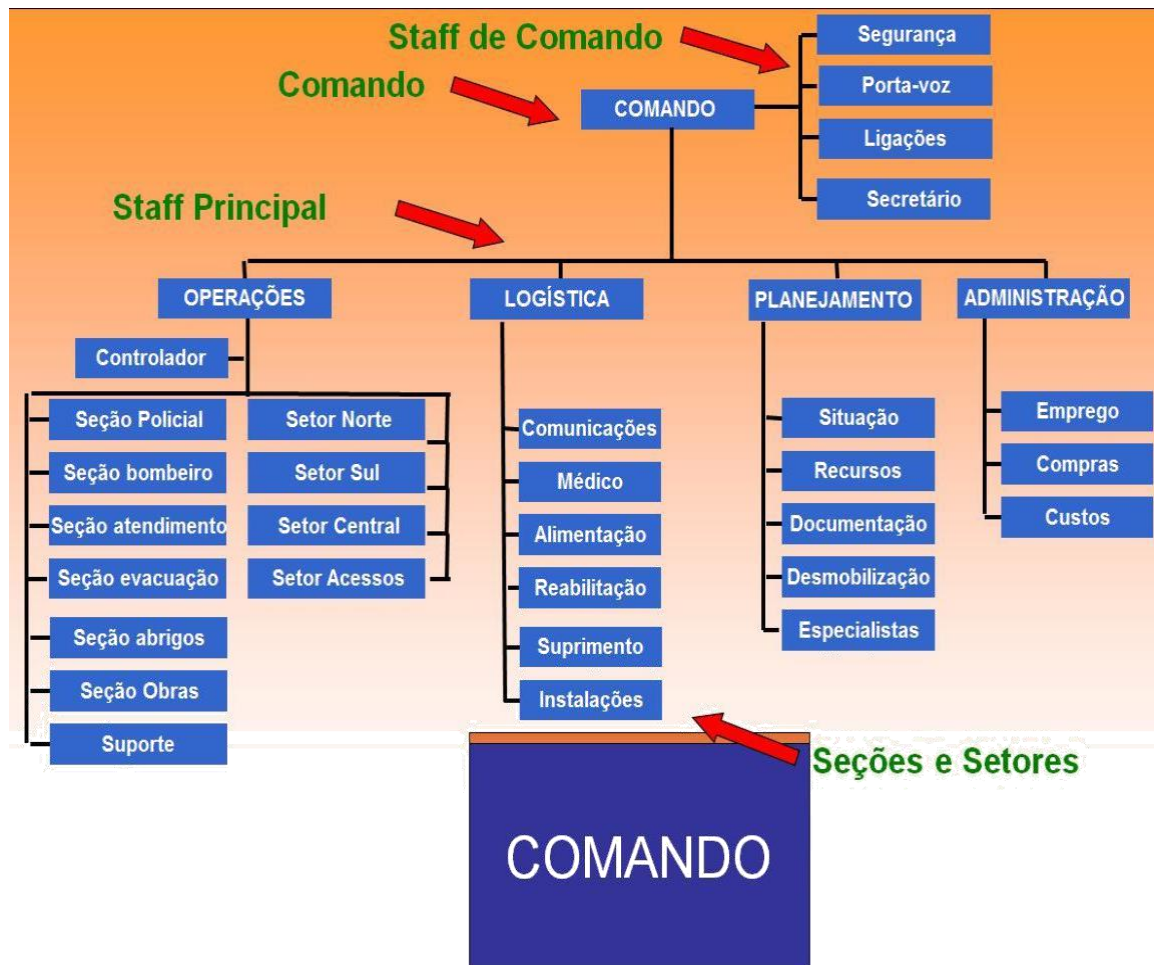 Staff de Comando
Segurança
Comando
Porta-voz
COMANDO
Ligações
Secretário
Staff Principal
OPERAÇÕES
LOGÍSTICA
PLANEJAMENTO
ADMINISTRAÇÃO
Controlador
Seção Policial
Seção bombeiro
Seção atendimento
Seção evacuação
Seção abrigos
Seção Obras
Suporte
Setor Norte
Setor Sul
Setor Central
Setor Acessos
Comunicações
Médico
Alimentação
Reabilitação
Suprimento
Instalações
Situação
Recursos
Documentação
Desmobilização
Especialistas
Emprego
Compras
Custos
Seções e Setores
COMANDO